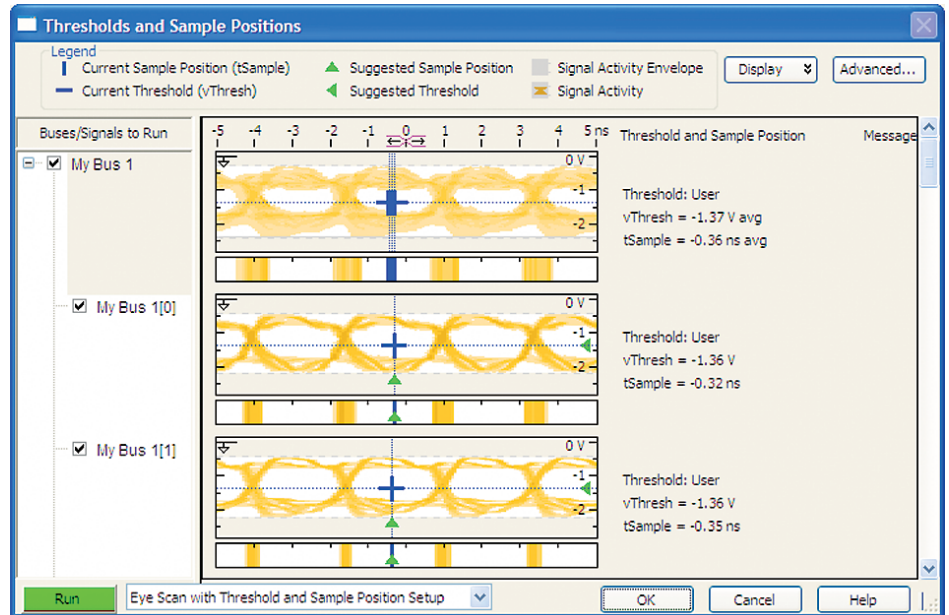 Thresholds and Sample Positions
Legend
Current Sample Position (tSample)
Suggested Sample Position
Signal Activity Envelope
Current Threshold (vThresh)
Suggested Threshold
Signal Activity
Display
Advanced...
Buses/Signals to Run
-5 -4 -3 -2 -1 0 1 2 3 4 5 ns
Threshold and Sample Position
Message
My Bus 1
0 V
-1
-2
Threshold: User
vThresh = -1.37 V avg
tSample = -0.36 ns avg
My Bus 1[0]
0 V
-1
-2
Threshold: User
vThresh = -1.36 V
tSample = -0.32 ns
My Bus 1[1]
0 V
-1
-2
Threshold: User
vThresh = -1.36 V
tSample = -0.35 ns
Run
Eye Scan with Threshold and Sample Position Setup
OK
Cancel
Help